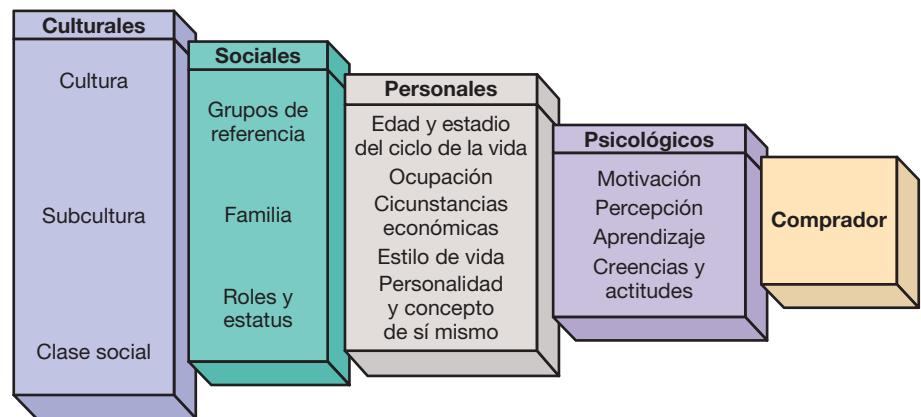 Culturales
Cultura
Subcultura
Clase social
Sociales
Grupos de
referencia
Familia
Roles y
estatus
Personales
Edad y estadio
del ciclo de la vida
Ocupación
Cicunstancias
económicas
Estilo de vida
Personalidad
y concepto
de sí mismo
Psicológicos
Motivación
Percepción
Aprendizaje
Creencias y
actitudes
Comprador